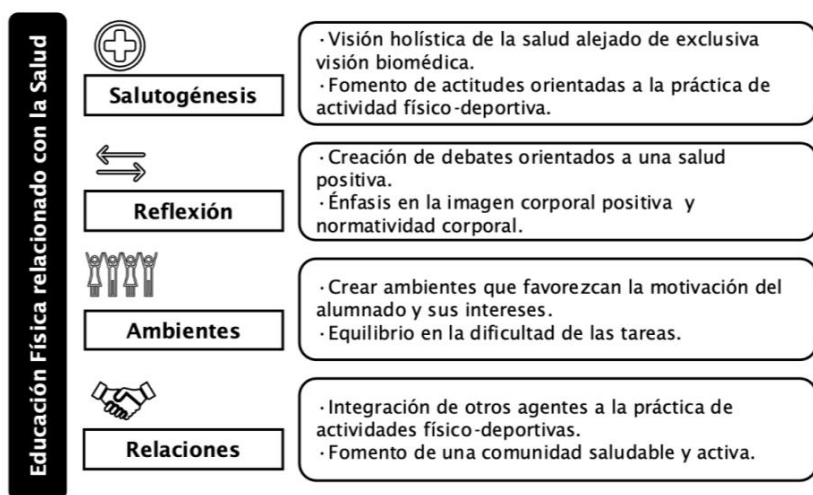 Educación Física relacionado con la Salud
Salutogénesis
· Visión holística de la salud alejado de exclusiva
visión biomédica.
· Fomento de actitudes orientadas a la práctica de
actividad físico-deportiva.
Reflexión
· Creación de debates orientados a una salud
positiva.
· Énfasis en la imagen corporal positiva y
normatividad corporal.
Ambientes
· Crear ambientes que favorezcan la motivación del
alumnado y sus intereses.
· Equilibrio en la dificultad de las tareas.
Relaciones
· Integración de otros agentes a la práctica de
actividades físico-deportivas.
· Fomento de una comunidad saludable y activa.